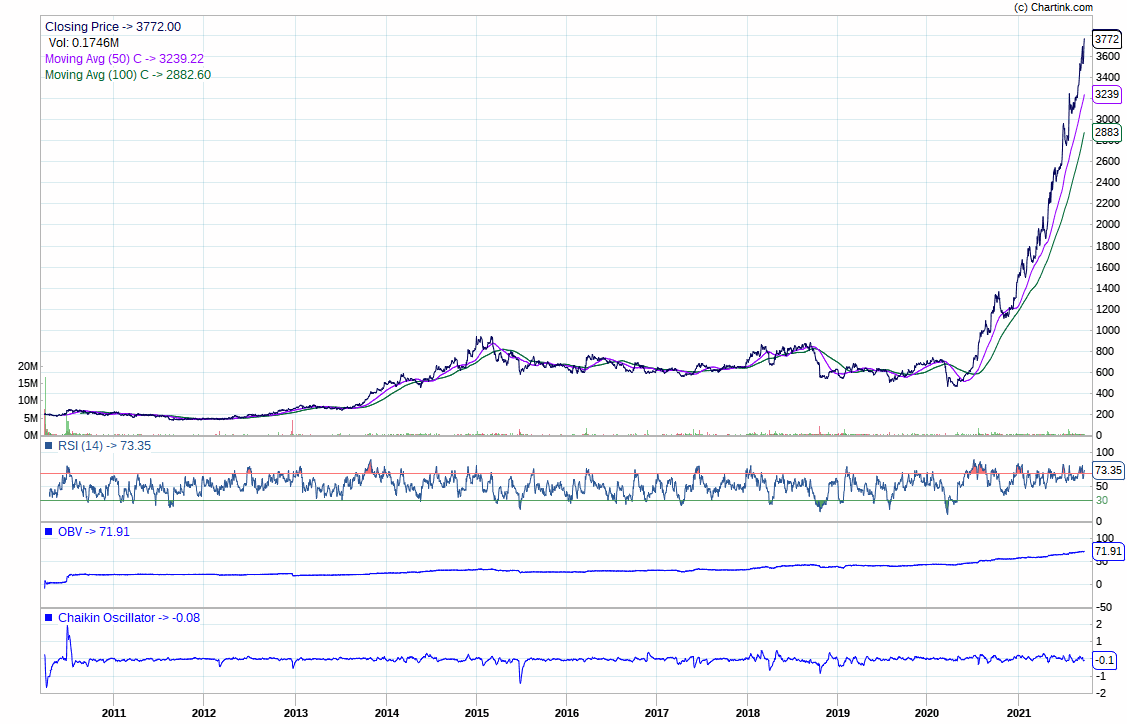 (c) Chartink.com
Closing Price -> 3772.00
Vol: 0.1746M
Moving Avg (50) C -> 3239.22
Moving Avg (100) C -> 2882.60
3772
3600
3400
3239
3000
2883
2600
2400
2200
2000
1800
1600
1400
1200
1000
800
600
400
200
0
20M
15M
10M
5M
0M
RSI (14) -> 73.35
100
73.35
50
30
0
OBV -> 71.91
100
71.91
50
0
-50
Chaikin Oscillator -> -0.08
2
1
-0.1
-1
-2
2011 2012 2013 2014 2015 2016 2017 2018 2019 2020 2021